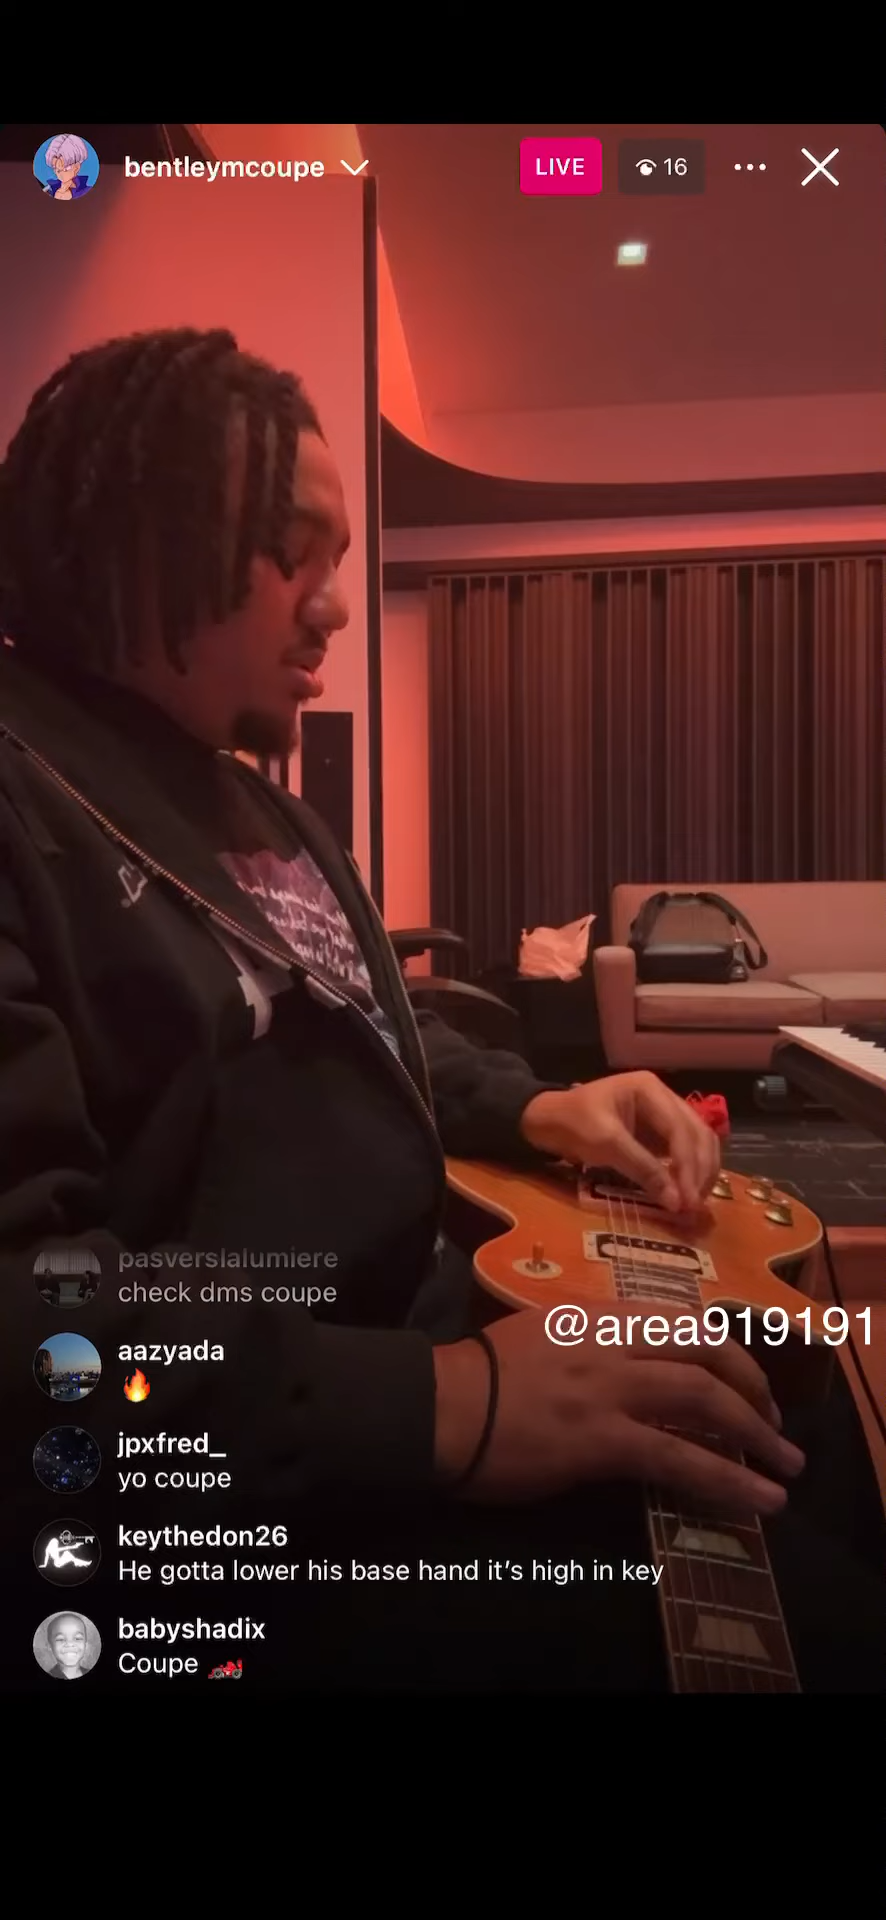 bentleymcoupe
LIVE
16
pasverslalumiere
check dms coupe
@area919191
aazyada
🔥
jpxfred_
yo coupe
keythedon26
He gotta lower his base hand it’s high in key
babyshadix
Coupe 🏎️